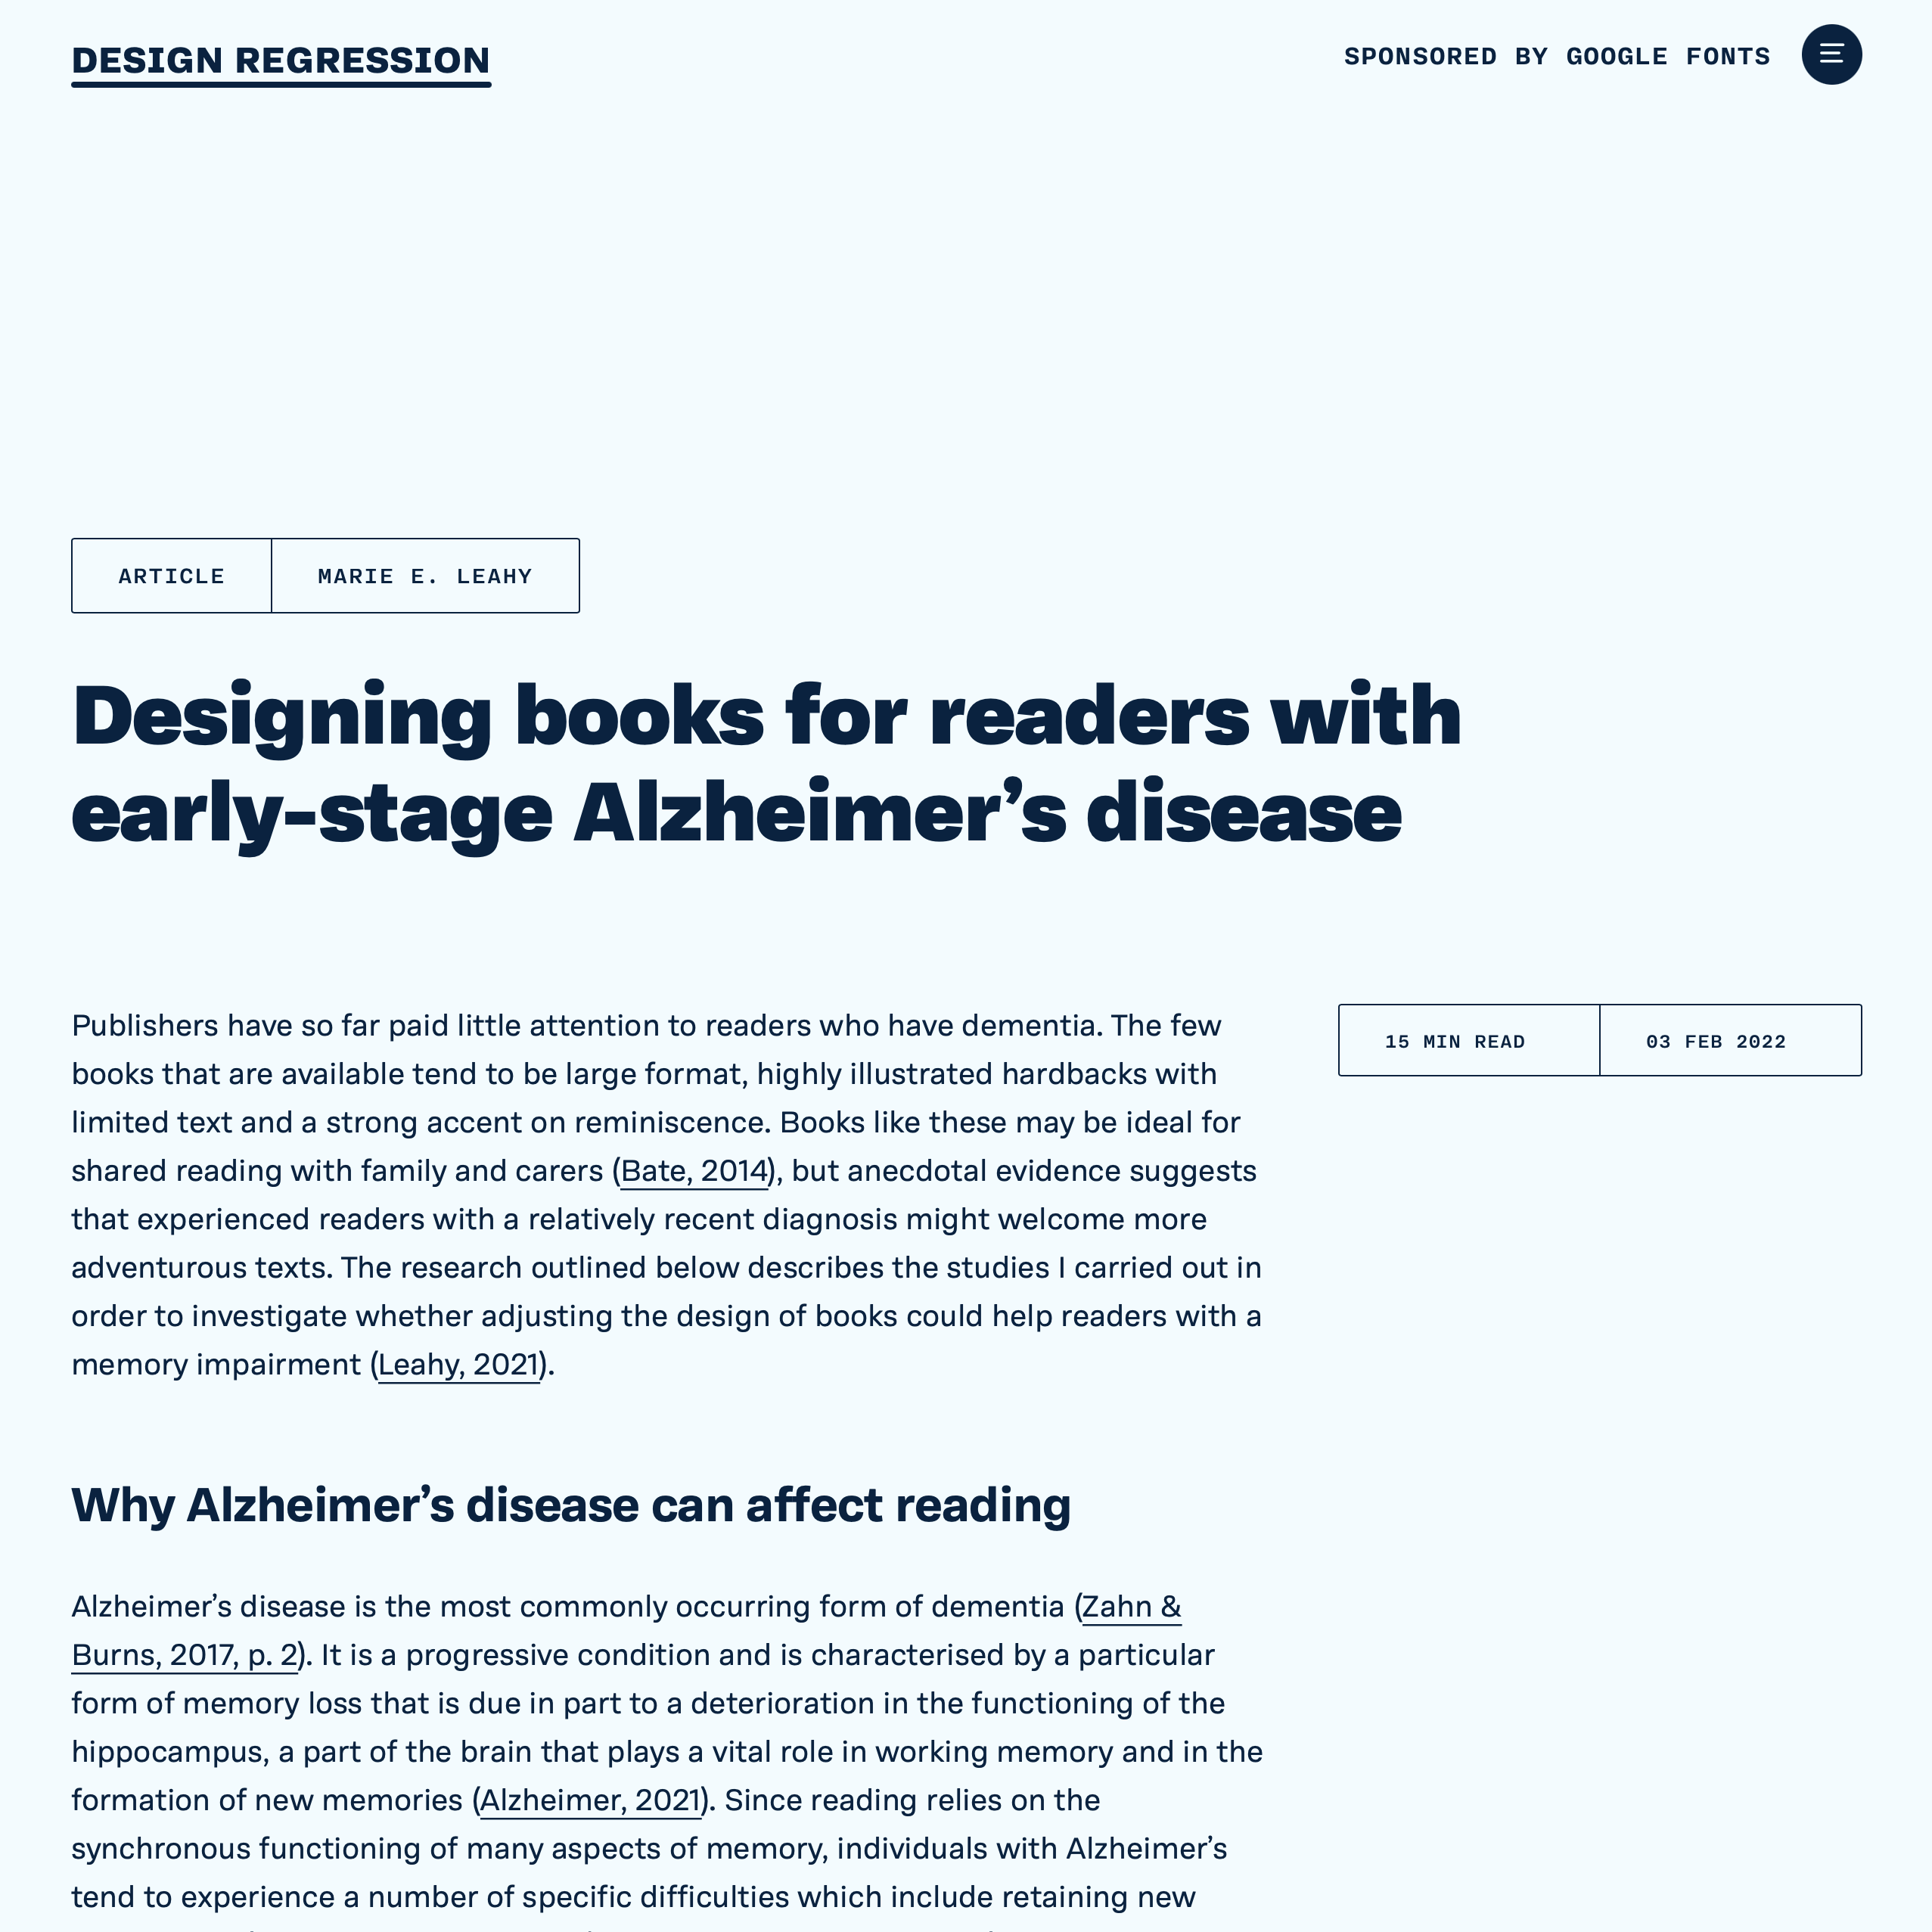 DESIGN REGRESSION
SPONSORED BY GOOGLE FONTS
ARTICLE
MARIE E. LEAHY
Designing books for readers with
early-stage Alzheimer’s disease
Publishers have so far paid little attention to readers who have dementia. The few
books that are available tend to be large format, highly illustrated hardbacks with
limited text and a strong accent on reminiscence. Books like these may be ideal for
shared reading with family and carers (Bate, 2014), but anecdotal evidence suggests
that experienced readers with a relatively recent diagnosis might welcome more
adventurous texts. The research outlined below describes the studies I carried out in
order to investigate whether adjusting the design of books could help readers with a
memory impairment (Leahy, 2021).
15 MIN READ
03 FEB 2022
Why Alzheimer’s disease can affect reading
Alzheimer’s disease is the most commonly occurring form of dementia (Zahn &
Burns, 2017, p. 2). It is a progressive condition and is characterised by a particular
form of memory loss that is due in part to a deterioration in the functioning of the
hippocampus, a part of the brain that plays a vital role in working memory and in the
formation of new memories (Alzheimer, 2021). Since reading relies on the
synchronous functioning of many aspects of memory, individuals with Alzheimer’s
tend to experience a number of specific difficulties which include retaining new